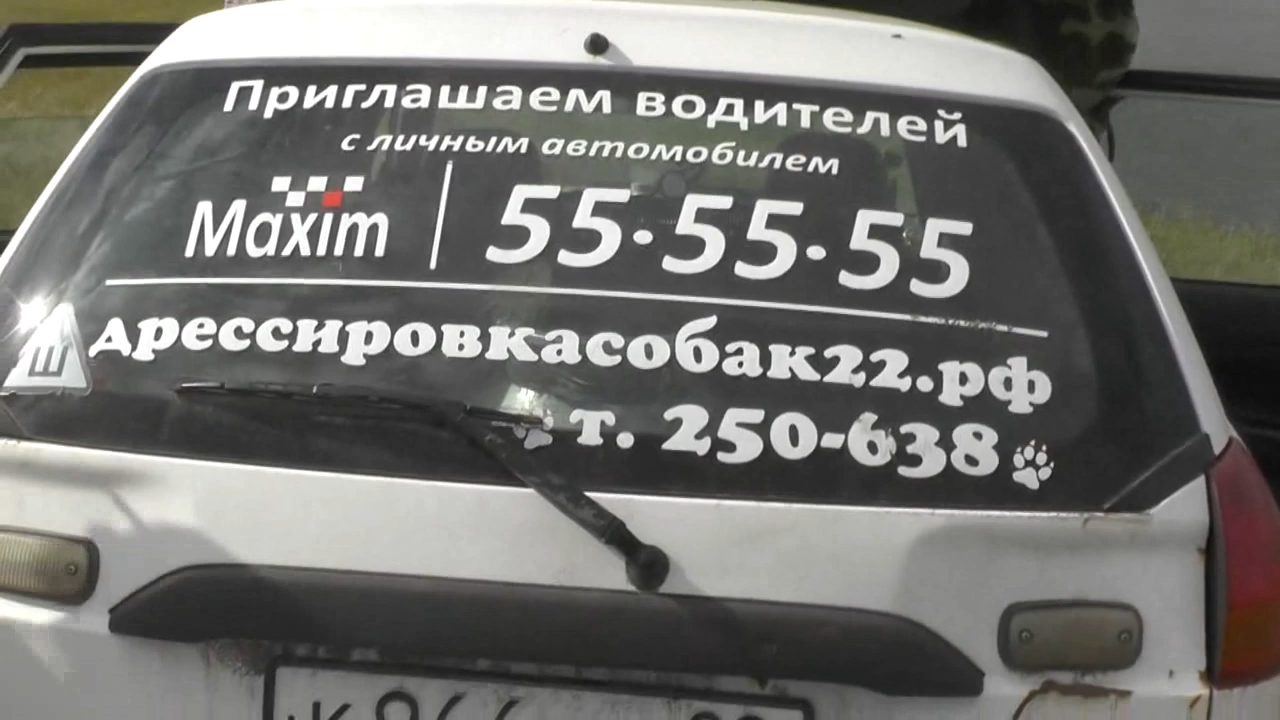 Приглашаем водителей
с личным автомобилем
Maxim 55·55·55
Ш
дрессировкасобак22.рф
т. 250-638